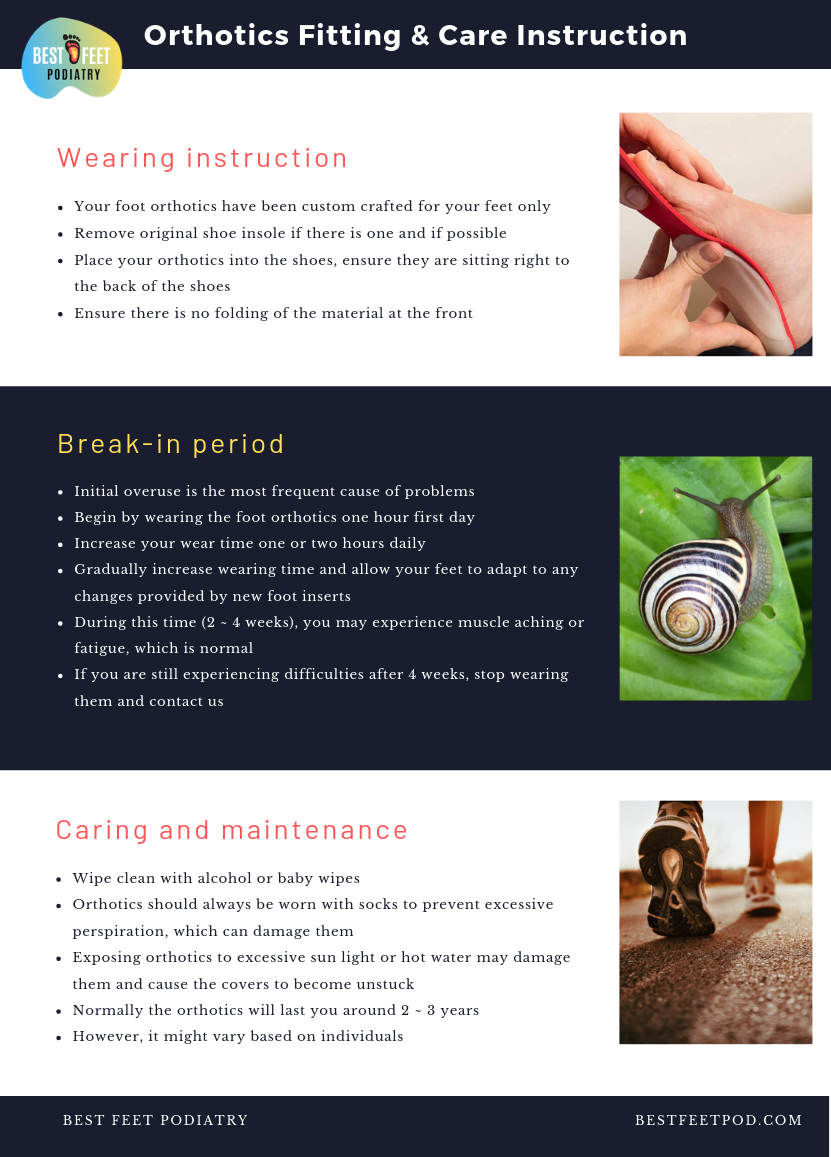 Orthotics Fitting & Care Instruction
BEST FEET
PODIATRY
Wearing instruction
• Your foot orthotics have been custom crafted for your feet only
• Remove original shoe insole if there is one and if possible
• Place your orthotics into the shoes, ensure they are sitting right to
the back of the shoes
• Ensure there is no folding of the material at the front
Break-in period
• Initial overuse is the most frequent cause of problems
• Begin by wearing the foot orthotics one hour first day
• Increase your wear time one or two hours daily
• Gradually increase wearing time and allow your feet to adapt to any
changes provided by new foot inserts
• During this time (2 ~ 4 weeks), you may experience muscle aching or
fatigue, which is normal
• If you are still experiencing difficulties after 4 weeks, stop wearing
them and contact us
Caring and maintenance
• Wipe clean with alcohol or baby wipes
• Orthotics should always be worn with socks to prevent excessive
perspiration, which can damage them
• Exposing orthotics to excessive sun light or hot water may damage
them and cause the covers to become unstuck
• Normally the orthotics will last you around 2 ~ 3 years
• However, it might vary based on individuals
BEST FEET PODIATRY
BESTFEETPOD.COM